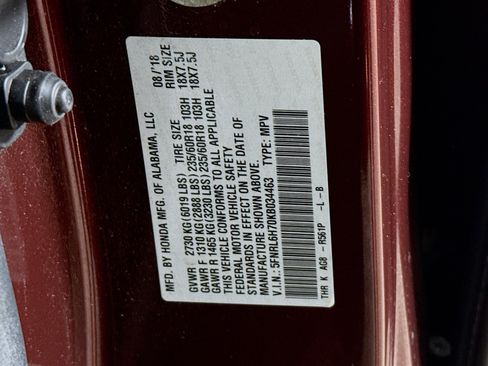 MFD. BY HONDA MFG. OF ALABAMA, LLC 08/'18
TIRE SIZE RIM SIZE
GVWR 2730 KG (6019 LBS)
GAWR F 1310 KG (2888 LBS) 235/60R18 103H 18X7.5J
GAWR R 1465 KG (3230 LBS) 235/60R18 103H 18X7.5J
THIS VEHICLE CONFORMS TO ALL APPLICABLE
FEDERAL MOTOR VEHICLE SAFETY
STANDARDS IN EFFECT ON THE DATE OF
MANUFACTURE SHOWN ABOVE.
V.I.N.: 5FNRL6H70KB034463 TYPE: MPV
THR K AG8 - R561P -L -B